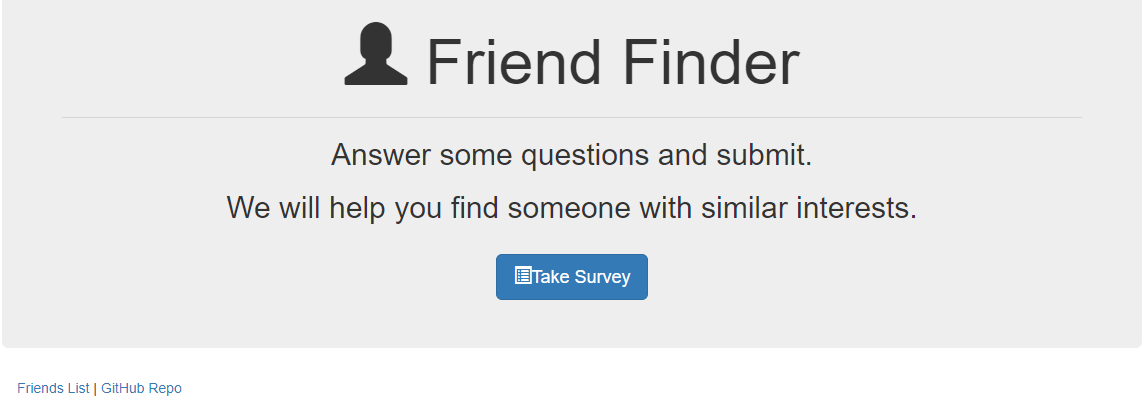 Friend Finder
Answer some questions and submit.
We will help you find someone with similar interests.
Take Survey
Friends List | GitHub Repo